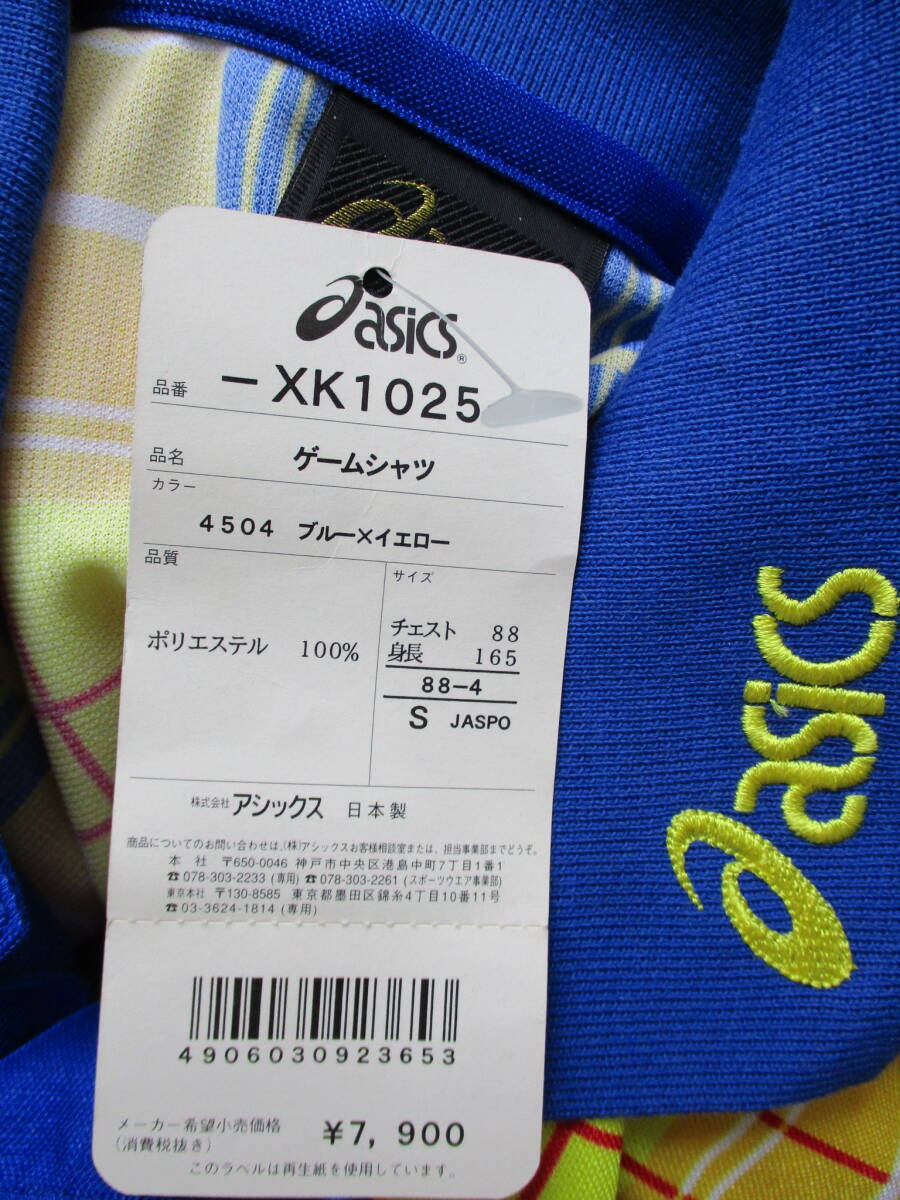 asics®
品番 －XK1025
品名 ゲームシャツ
カラー
4504 ブルー×イエロー
品質
ポリエステル 100%
サイズ
チェスト 88
身長 165
88-4
S JASPO
株式会社 アシックス 日本製
商品についてのお問い合わせは、(株)アシックスお客様相談室または、担当事業部までどうぞ。
本 社 〒650-0046 神戸市中央区港島中町7丁目1番1
☎078-303-2233 (専用) ☎078-303-2261 (スポーツウエア事業部)
東京本社 〒130-8585 東京都墨田区錦糸4丁目10番11号
☎03-3624-1814 (専用)
4906030923653
メーカー希望小売価格
(消費税抜き)
¥7,900
このラベルは再生紙を使用しています。
asics